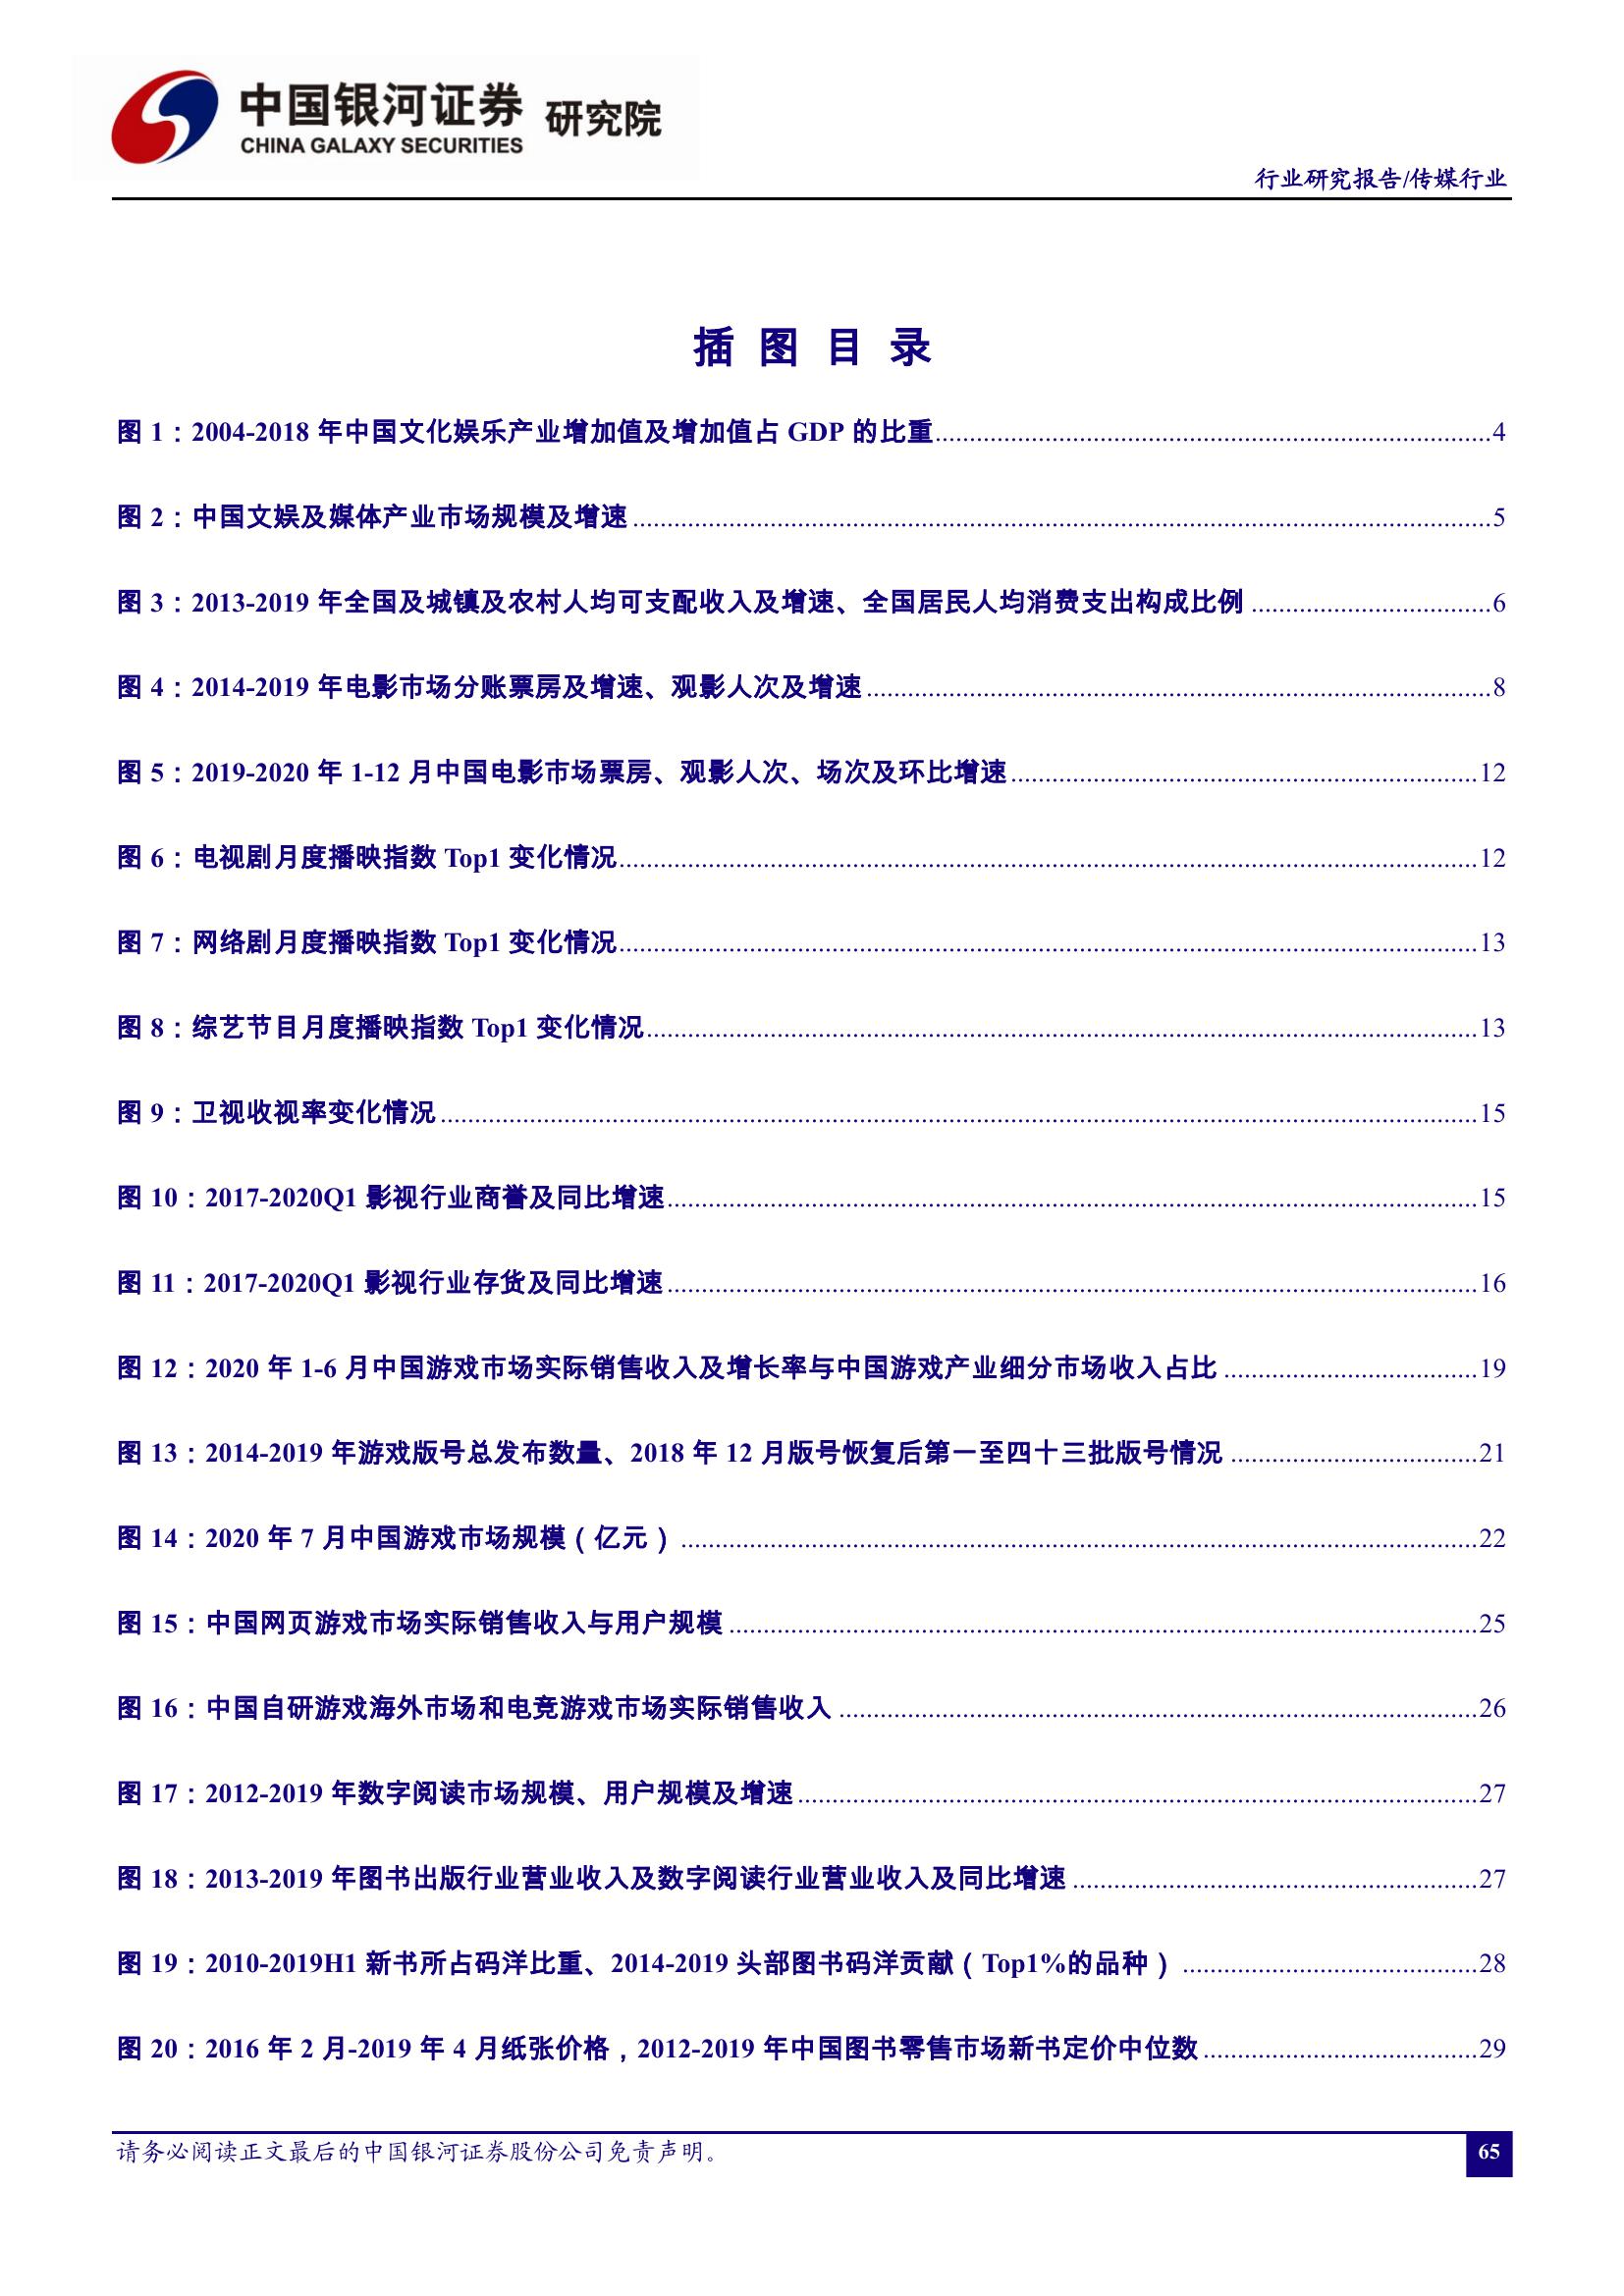 中国银河证券 研究院
CHINA GALAXY SECURITIES
行业研究报告/传媒行业
插 图 目 录
图 1：2004-2018 年中国文化娱乐产业增加值及增加值占 GDP 的比重........4
图 2：中国文娱及媒体产业市场规模及增速........5
图 3：2013-2019 年全国及城镇及农村人均可支配收入及增速、全国居民人均消费支出构成比例........6
图 4：2014-2019 年电影市场分账票房及增速、观影人次及增速........8
图 5：2019-2020 年 1-12 月中国电影市场票房、观影人次、场次及环比增速........12
图 6：电视剧月度播映指数 Top1 变化情况........12
图 7：网络剧月度播映指数 Top1 变化情况........13
图 8：综艺节目月度播映指数 Top1 变化情况........13
图 9：卫视收视率变化情况........15
图 10：2017-2020Q1 影视行业商誉及同比增速........15
图 11：2017-2020Q1 影视行业存货及同比增速........16
图 12：2020 年 1-6 月中国游戏市场实际销售收入及增长率与中国游戏产业细分市场收入占比........19
图 13：2014-2019 年游戏版号总发布数量、2018 年 12 月版号恢复后第一至四十三批版号情况........21
图 14：2020 年 7 月中国游戏市场规模（亿元）........22
图 15：中国网页游戏市场实际销售收入与用户规模........25
图 16：中国自研游戏海外市场和电竞游戏市场实际销售收入........26
图 17：2012-2019 年数字阅读市场规模、用户规模及增速........27
图 18：2013-2019 年图书出版行业营业收入及数字阅读行业营业收入及同比增速........27
图 19：2010-2019H1 新书所占码洋比重、2014-2019 头部图书码洋贡献（Top1%的品种）........28
图 20：2016 年 2 月-2019 年 4 月纸张价格，2012-2019 年中国图书零售市场新书定价中位数........29
请务必阅读正文最后的中国银河证券股份公司免责声明。
65